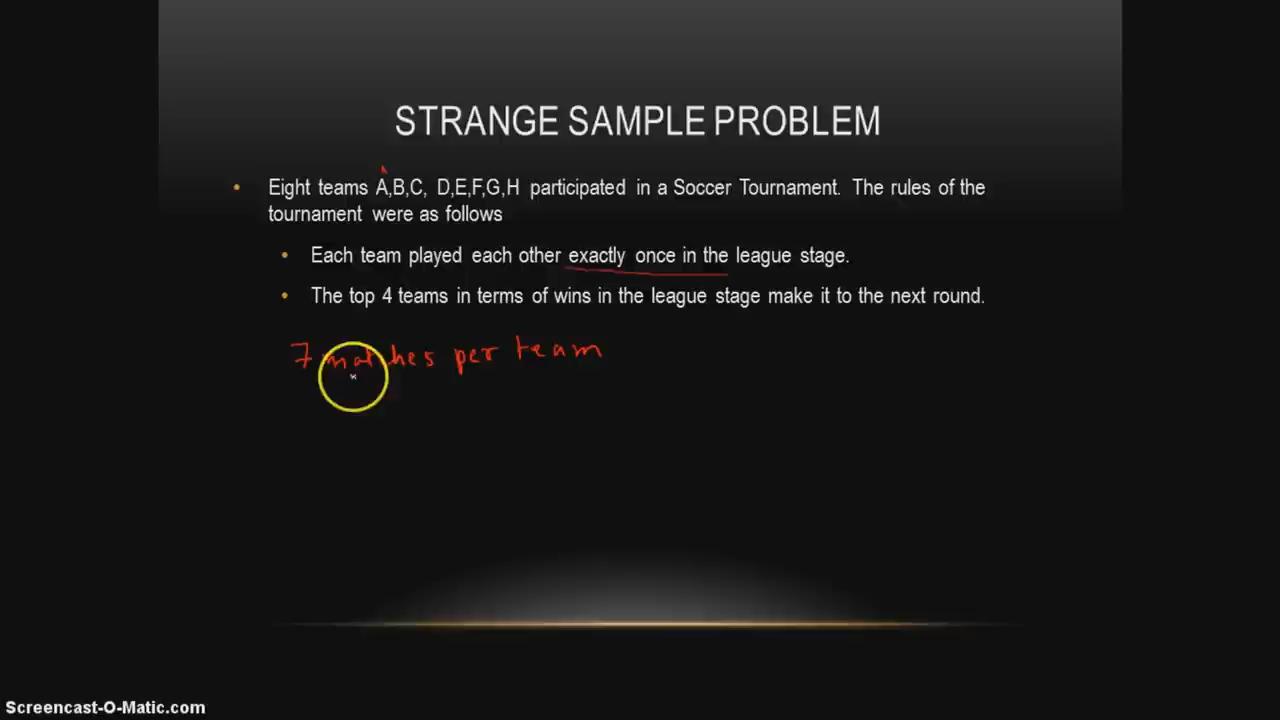 STRANGE SAMPLE PROBLEM
• Eight teams A,B,C, D,E,F,G,H participated in a Soccer Tournament. The rules of the
tournament were as follows
• Each team played each other exactly once in the league stage.
• The top 4 teams in terms of wins in the league stage make it to the next round.
7 matches per team
Screencast-O-Matic.com